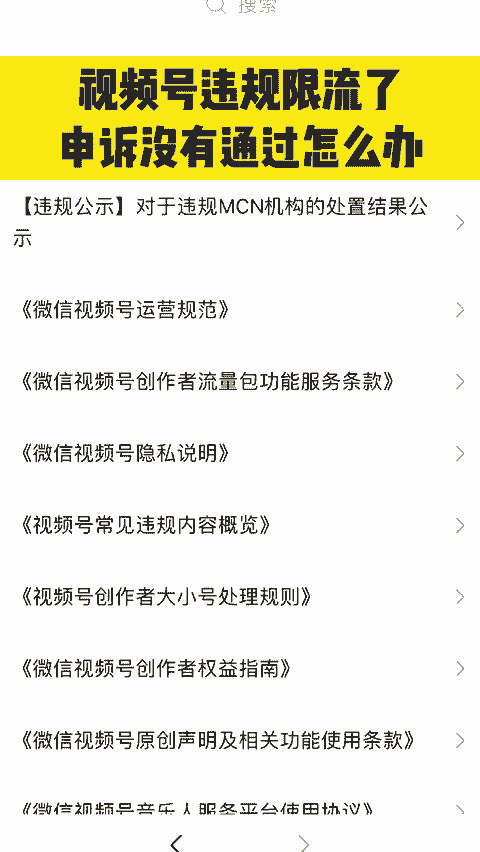 搜索
视频号违规限流了
申诉没有通过怎么办
【违规公示】对于违规MCN机构的处置结果公
示
《微信视频号运营规范》
《微信视频号创作者流量包功能服务条款》
《微信视频号隐私说明》
《视频号常见违规内容概览》
《视频号创作者大小号处理规则》
《微信视频号创作者权益指南》
《微信视频号原创声明及相关功能使用条款》
《微信视频号音乐人服务平台使用协议》